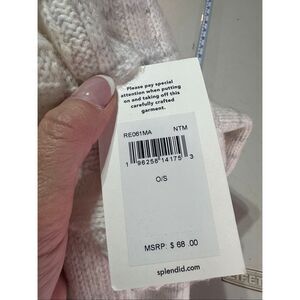 Please pay special
attention when putting
on and taking off this
carefully crafted
garment.
RE061MA NTM
1 96258 14175 3
O/S
MSRP: $ 68.00
splendid.com